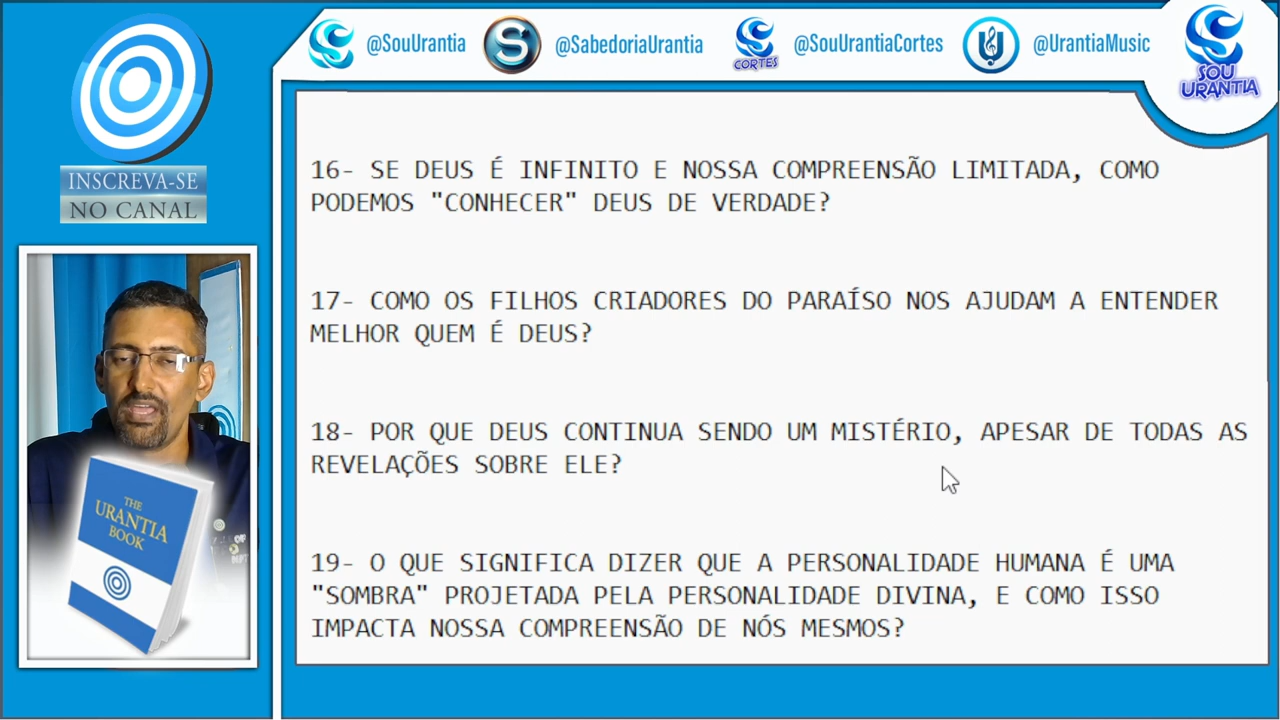 @SouUrantia
@SabedoriaUrantia
CORTES
@SouUrantiaCortes
@UrantiaMusic
SOU
URANTIA
INSCREVA-SE
NO CANAL
16- SE DEUS É INFINITO E NOSSA COMPREENSÃO LIMITADA, COMO
PODEMOS "CONHECER" DEUS DE VERDADE?
17- COMO OS FILHOS CRIADORES DO PARAÍSO NOS AJUDAM A ENTENDER
MELHOR QUEM É DEUS?
18- POR QUE DEUS CONTINUA SENDO UM MISTÉRIO, APESAR DE TODAS AS
REVELAÇÕES SOBRE ELE?
19- O QUE SIGNIFICA DIZER QUE A PERSONALIDADE HUMANA É UMA
"SOMBRA" PROJETADA PELA PERSONALIDADE DIVINA, E COMO ISSO
IMPACTA NOSSA COMPREENSÃO DE NÓS MESMOS?
THE
URANTIA
BOOK